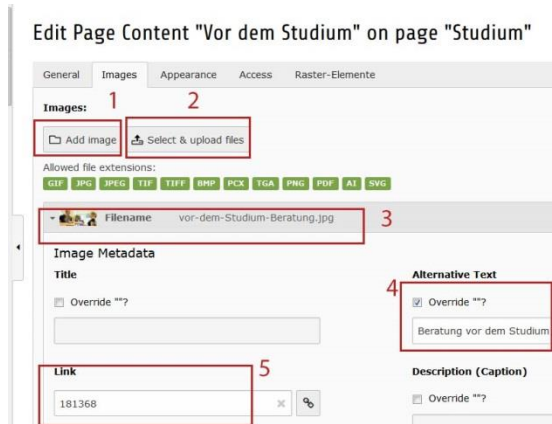 Edit Page Content "Vor dem Studium" on page "Studium"
General Images Appearance Access Raster-Elemente
Images: 1 2
Add image Select & upload files
Allowed file extensions:
GIF JPG JPEG TIF TIFF BMP PCX TGA PNG PDF AI SVG
Filename vor-dem-Studium-Beratung.jpg 3
Image Metadata
Title Alternative Text
4
Override ""? Override ""?
Beratung vor dem Studium
Link 5 Description (Caption)
181368 Override ""?